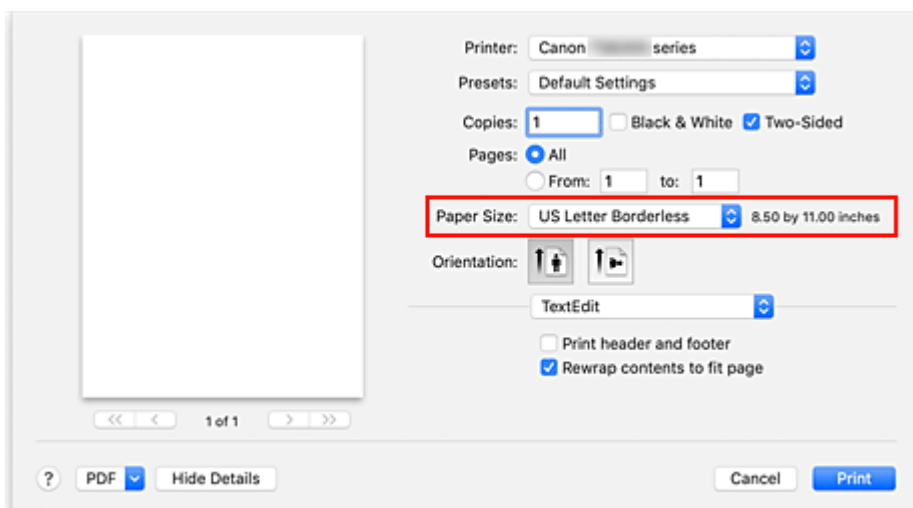 Printer: Canon series
Presets: Default Settings
Copies: 1 Black & White Two-Sided
Pages: All
From: 1 to: 1
Paper Size: US Letter Borderless 8.50 by 11.00 inches
Orientation:
TextEdit
Print header and footer
Rewrap contents to fit page
<< < 1 of 1 > >>
? PDF Hide Details Cancel Print